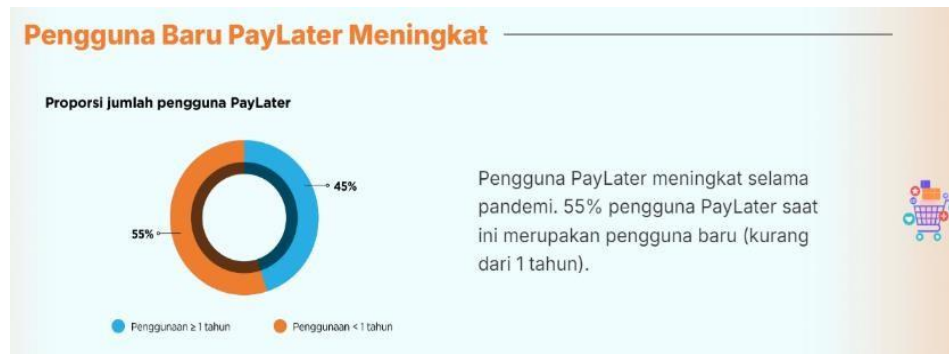 Pengguna Baru PayLater Meningkat
Proporsi jumlah pengguna PayLater
45%
55%
Penggunaan ≥ 1 tahun
Penggunaan < 1 tahun
Pengguna PayLater meningkat selama
pandemi. 55% pengguna PayLater saat
ini merupakan pengguna baru (kurang
dari 1 tahun).